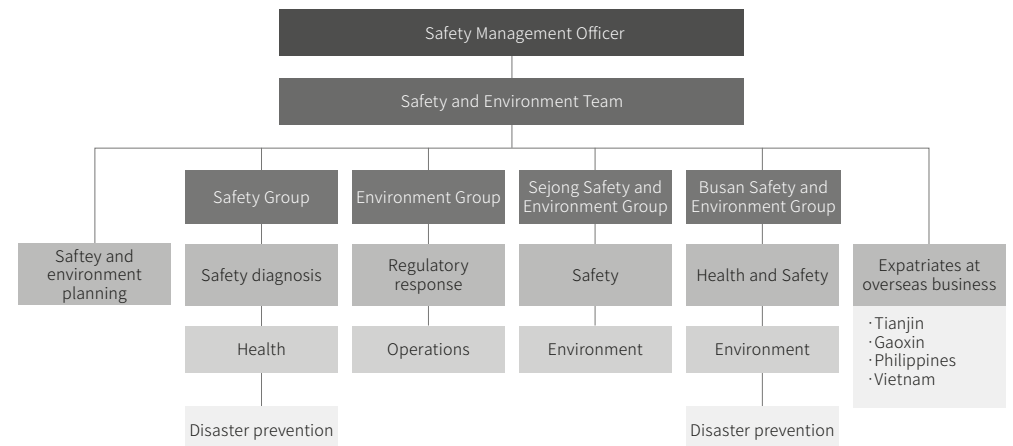 Safety Management Officer
Safety and Environment Team
Safety Group
Environment Group
Sejong Safety and
Environment Group
Busan Safety and
Environment Group
Saftey and
environment
planning
Safety diagnosis
Regulatory
response
Safety
Health and Safety
Expatriates at
overseas business
·Tianjin
·Gaoxin
·Philippines
·Vietnam
Health
Operations
Environment
Environment
Disaster prevention
Disaster prevention